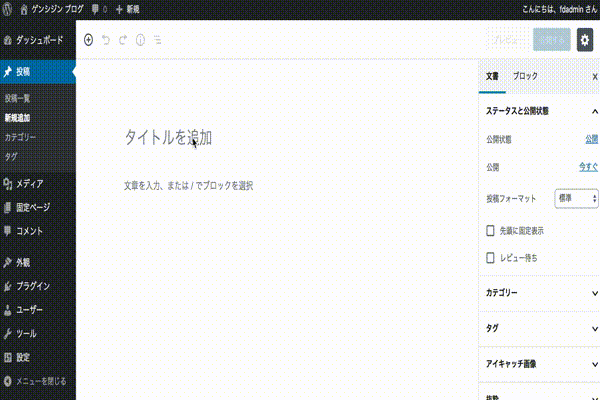 ゲンシジン ブログ
0
新規
こんにちは、fdadmin さん
ダッシュボード
投稿
投稿一覧
新規追加
カテゴリー
タグ
メディア
固定ページ
コメント
外観
プラグイン
ユーザー
ツール
設定
メニューを閉じる
タイトルを追加
文章を入力、または / でブロックを選択
文書
ブロック
ステータスと公開状態
公開状態
公開
公開
今すぐ
投稿フォーマット
標準
先頭に固定表示
レビュー待ち
カテゴリー
タグ
アイキャッチ画像
抜粋